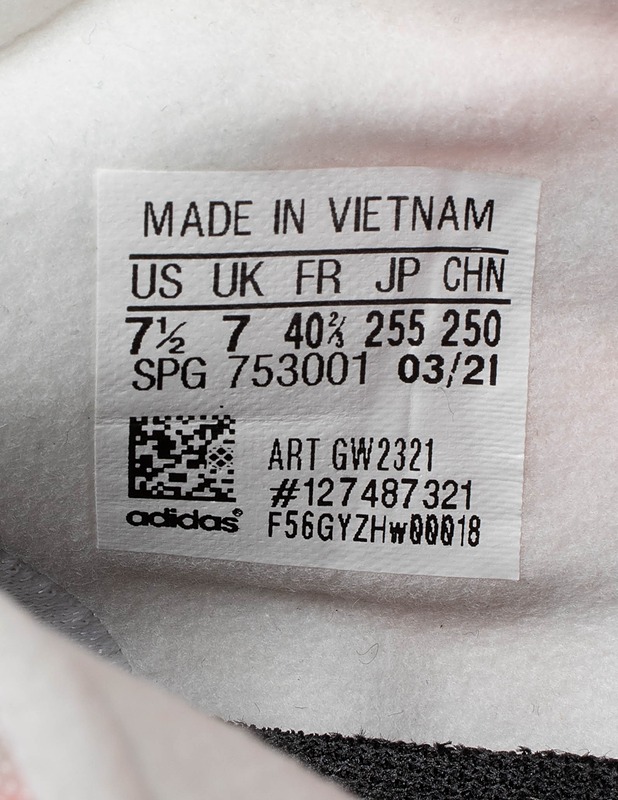 MADE IN VIETNAM
US UK FR JP CHN
7½ 7 40⅔ 255 250
SPG 753001 03/21
ART GW2321
#127487321
adidas® F56GYZHw00018